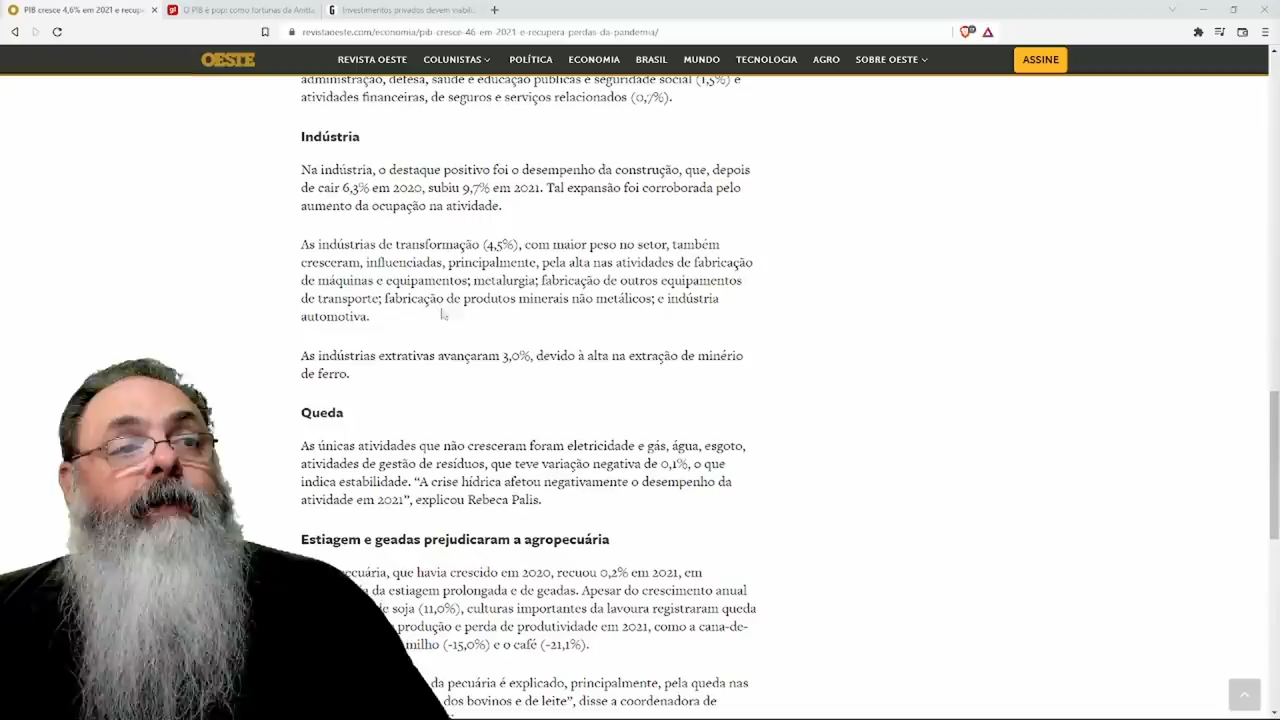 PIB cresce 4,6% em 2021 e recup
O PIB é pop: como fortunas da Anitta
Investimentos privados devem viabil
revistaoeste.com/economia/pib-cresce-46-em-2021-e-recupera-perdas-da-pandemia/
OESTE
REVISTA OESTE COLUNISTAS POLÍTICA ECONOMIA BRASIL MUNDO TECNOLOGIA AGRO SOBRE OESTE ASSINE
administração, defesa, saúde e educação públicas e seguridade social (1,5%) e
atividades financeiras, de seguros e serviços relacionados (0,7%).
Indústria
Na indústria, o destaque positivo foi o desempenho da construção, que, depois
de cair 6,3% em 2020, subiu 9,7% em 2021. Tal expansão foi corroborada pelo
aumento da ocupação na atividade.
As indústrias de transformação (4,5%), com maior peso no setor, também
cresceram, influenciadas, principalmente, pela alta nas atividades de fabricação
de máquinas e equipamentos; metalurgia; fabricação de outros equipamentos
de transporte; fabricação de produtos minerais não metálicos; e indústria
automotiva.
As indústrias extrativas avançaram 3,0%, devido à alta na extração de minério
de ferro.
Queda
As únicas atividades que não cresceram foram eletricidade e gás, água, esgoto,
atividades de gestão de resíduos, que teve variação negativa de 0,1%, o que
indica estabilidade. “A crise hídrica afetou negativamente o desempenho da
atividade em 2021”, explicou Rebeca Palis.
Estiagem e geadas prejudicaram a agropecuária
ecuária, que havia crescido em 2020, recuou 0,2% em 2021, em
da estiagem prolongada e de geadas. Apesar do crescimento anual
de soja (11,0%), culturas importantes da lavoura registraram queda
produção e perda de produtividade em 2021, como a cana-de-
milho (-15,0%) e o café (-21,1%).
da pecuária é explicado, principalmente, pela queda nas
dos bovinos e de leite”, disse a coordenadora de